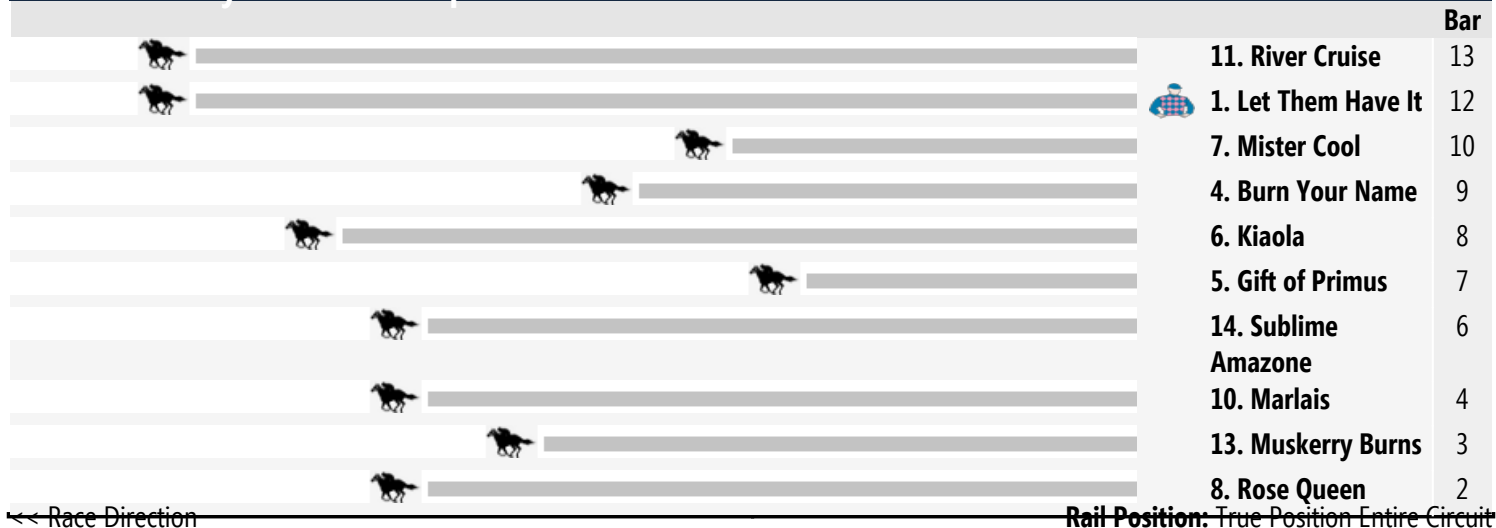 Bar
11. River Cruise 13
1. Let Them Have It 12
7. Mister Cool 10
4. Burn Your Name 9
6. Kiaola 8
5. Gift of Primus 7
14. Sublime 6
Amazone
10. Marlais 4
13. Muskerry Burns 3
8. Rose Queen 2
<< Race Direction Rail Position: True Position Entire Circuit